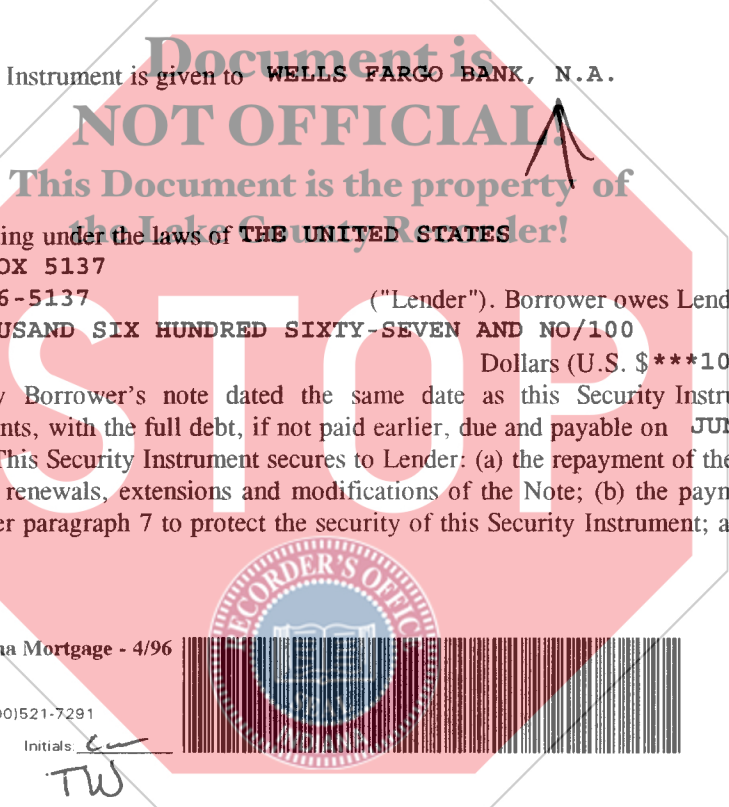 Document is
Instrument is given to WELLS FARGO BANK, N.A.
NOT OFFICIAL!
This Document is the property of
the Lake County Recorder!
ing under the laws of THE UNITED STATES
OX 5137
6-5137 ("Lender"). Borrower owes Lend
USAND SIX HUNDRED SIXTY-SEVEN AND NO/100
Dollars (U.S. $***10
STOP
y Borrower's note dated the same date as this Security Instru
nts, with the full debt, if not paid earlier, due and payable on JUN
This Security Instrument secures to Lender: (a) the repayment of the
renewals, extensions and modifications of the Note; (b) the paym
er paragraph 7 to protect the security of this Security Instrument; a
RECORDER'S OFFICE
SEAL
INDIANA
na Mortgage - 4/96
00)521-7291
Initials:
TW